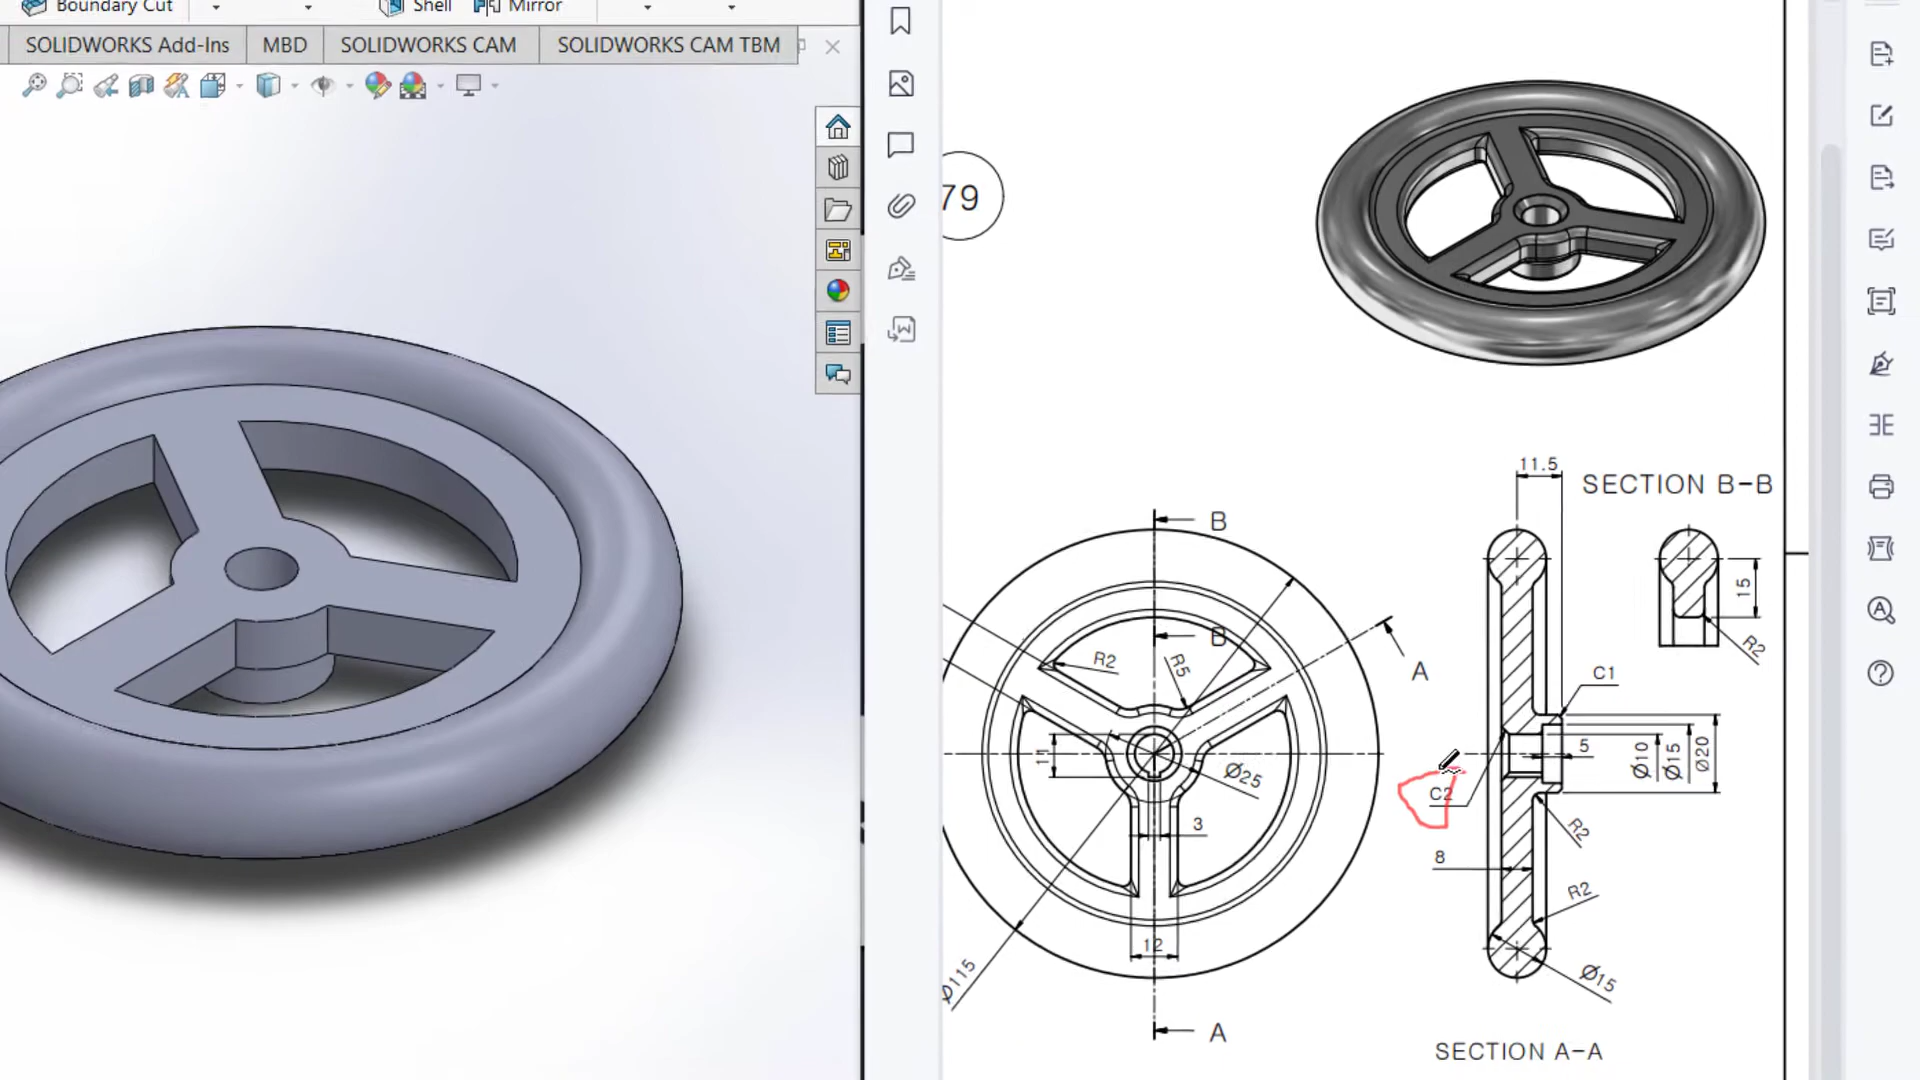 Boundary Cut Shell Mirror
SOLIDWORKS Add-Ins MBD SOLIDWORKS CAM SOLIDWORKS CAM TBM
79
11.5
SECTION B-B
B
B
15
R2
R2
R5
A
C1
11
Ø25
C2
5
Ø10
Ø15
Ø20
3
R2
8
R2
12
Ø115
Ø15
A
SECTION A-A